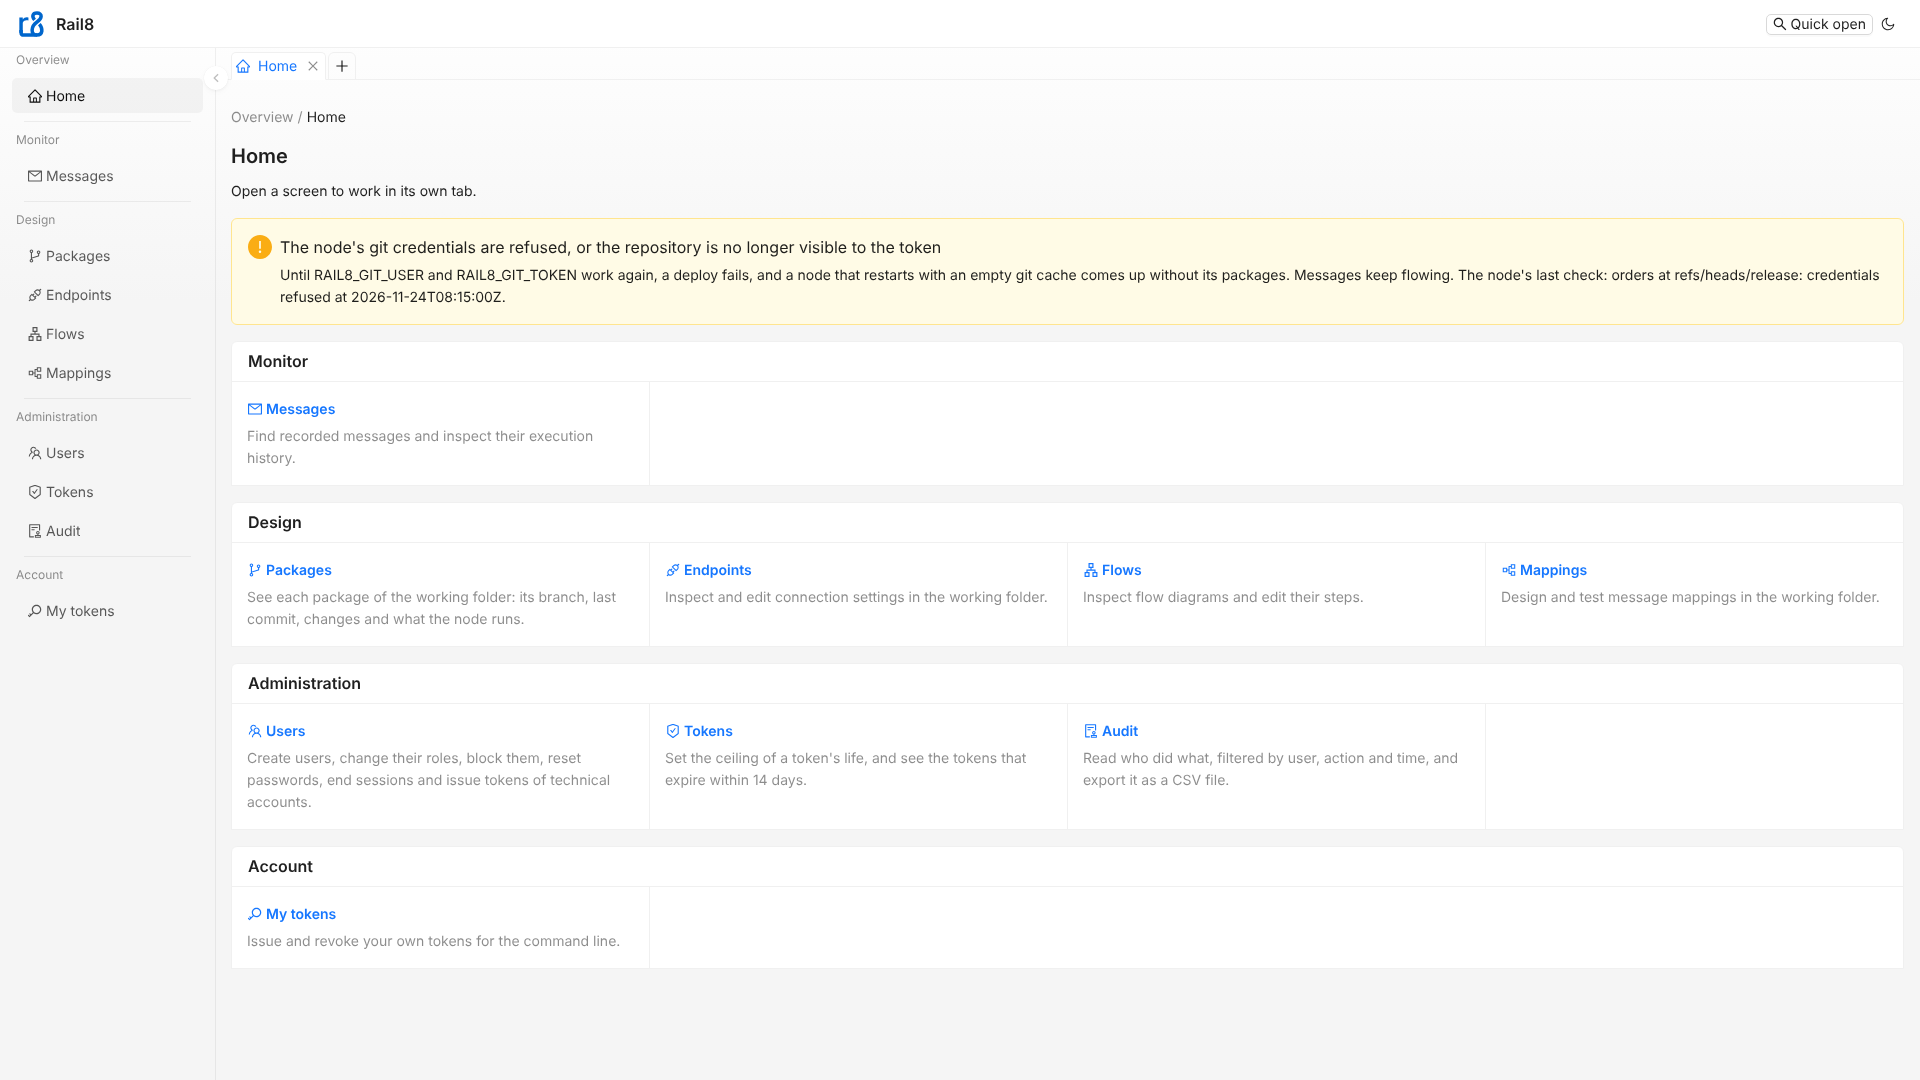 Rail8
Quick open
Overview
Home
Monitor
Messages
Design
Packages
Endpoints
Flows
Mappings
Administration
Users
Tokens
Audit
Account
My tokens
Home
Overview / Home
Home
Open a screen to work in its own tab.
The node's git credentials are refused, or the repository is no longer visible to the token
Until RAIL8_GIT_USER and RAIL8_GIT_TOKEN work again, a deploy fails, and a node that restarts with an empty git cache comes up without its packages. Messages keep flowing. The node's last check: orders at refs/heads/release: credentials
refused at 2026-11-24T08:15:00Z.
Monitor
Messages
Find recorded messages and inspect their execution
history.
Design
Packages
See each package of the working folder: its branch, last
commit, changes and what the node runs.
Endpoints
Inspect and edit connection settings in the working folder.
Flows
Inspect flow diagrams and edit their steps.
Mappings
Design and test message mappings in the working folder.
Administration
Users
Create users, change their roles, block them, reset
passwords, end sessions and issue tokens of technical
accounts.
Tokens
Set the ceiling of a token's life, and see the tokens that
expire within 14 days.
Audit
Read who did what, filtered by user, action and time, and
export it as a CSV file.
Account
My tokens
Issue and revoke your own tokens for the command line.